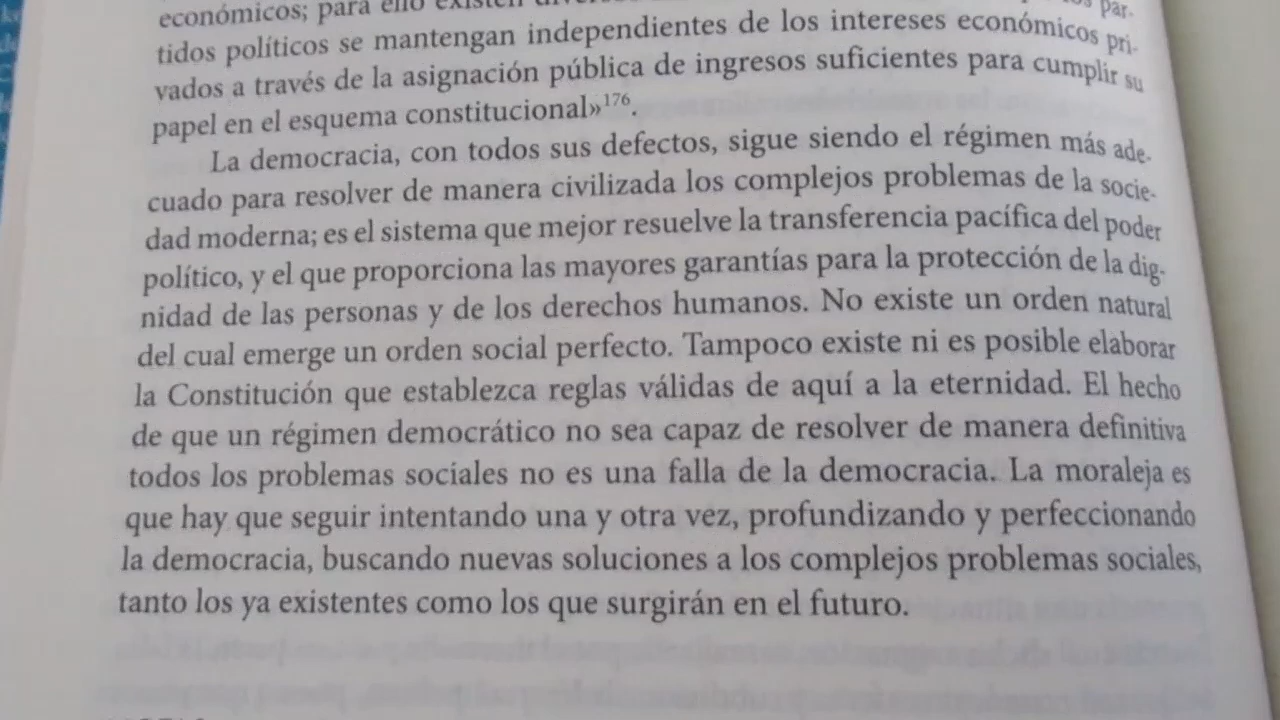 económicos; para ello existen
tidos políticos se mantengan independientes de los intereses económicos pri-
vados a través de la asignación pública de ingresos suficientes para cumplir su
papel en el esquema constitucional»176.
La democracia, con todos sus defectos, sigue siendo el régimen más ade-
cuado para resolver de manera civilizada los complejos problemas de la socie-
dad moderna; es el sistema que mejor resuelve la transferencia pacífica del poder
político, y el que proporciona las mayores garantías para la protección de la dig-
nidad de las personas y de los derechos humanos. No existe un orden natural
del cual emerge un orden social perfecto. Tampoco existe ni es posible elaborar
la Constitución que establezca reglas válidas de aquí a la eternidad. El hecho
de que un régimen democrático no sea capaz de resolver de manera definitiva
todos los problemas sociales no es una falla de la democracia. La moraleja es
que hay que seguir intentando una y otra vez, profundizando y perfeccionando
la democracia, buscando nuevas soluciones a los complejos problemas sociales,
tanto los ya existentes como los que surgirán en el futuro.